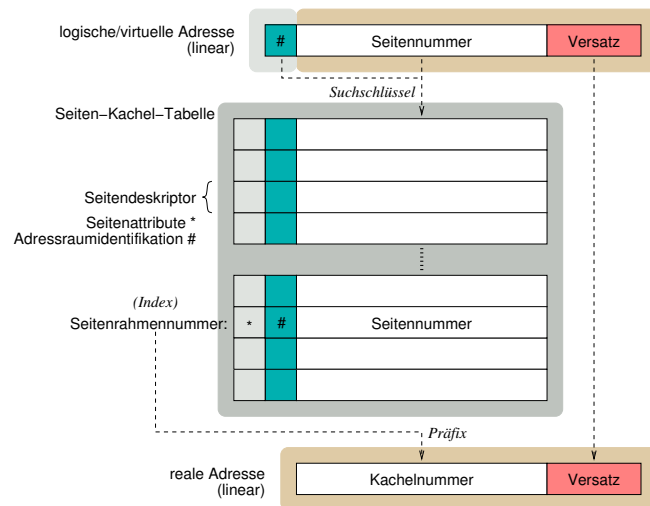 logische/virtuelle Adresse
(linear)
# Seitennummer Versatz
Suchschlüssel
Seiten−Kachel−Tabelle
Seitendeskriptor
Seitenattribute *
Adressraumidentifikation #
(Index)
Seitenrahmennummer: * # Seitennummer
Präfix
reale Adresse
(linear)
Kachelnummer Versatz